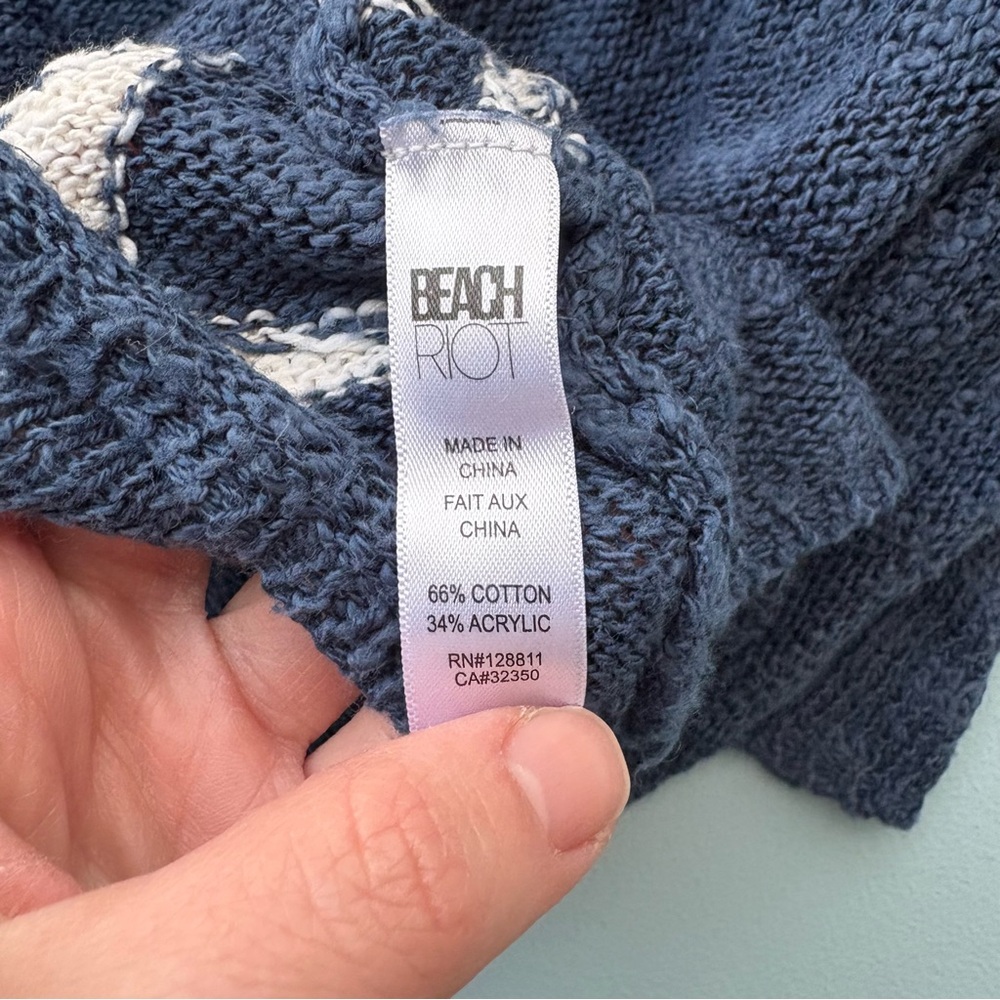 BEACH
RIOT
MADE IN
CHINA
FAIT AUX
CHINA
66% COTTON
34% ACRYLIC
RN#128811
CA#32350